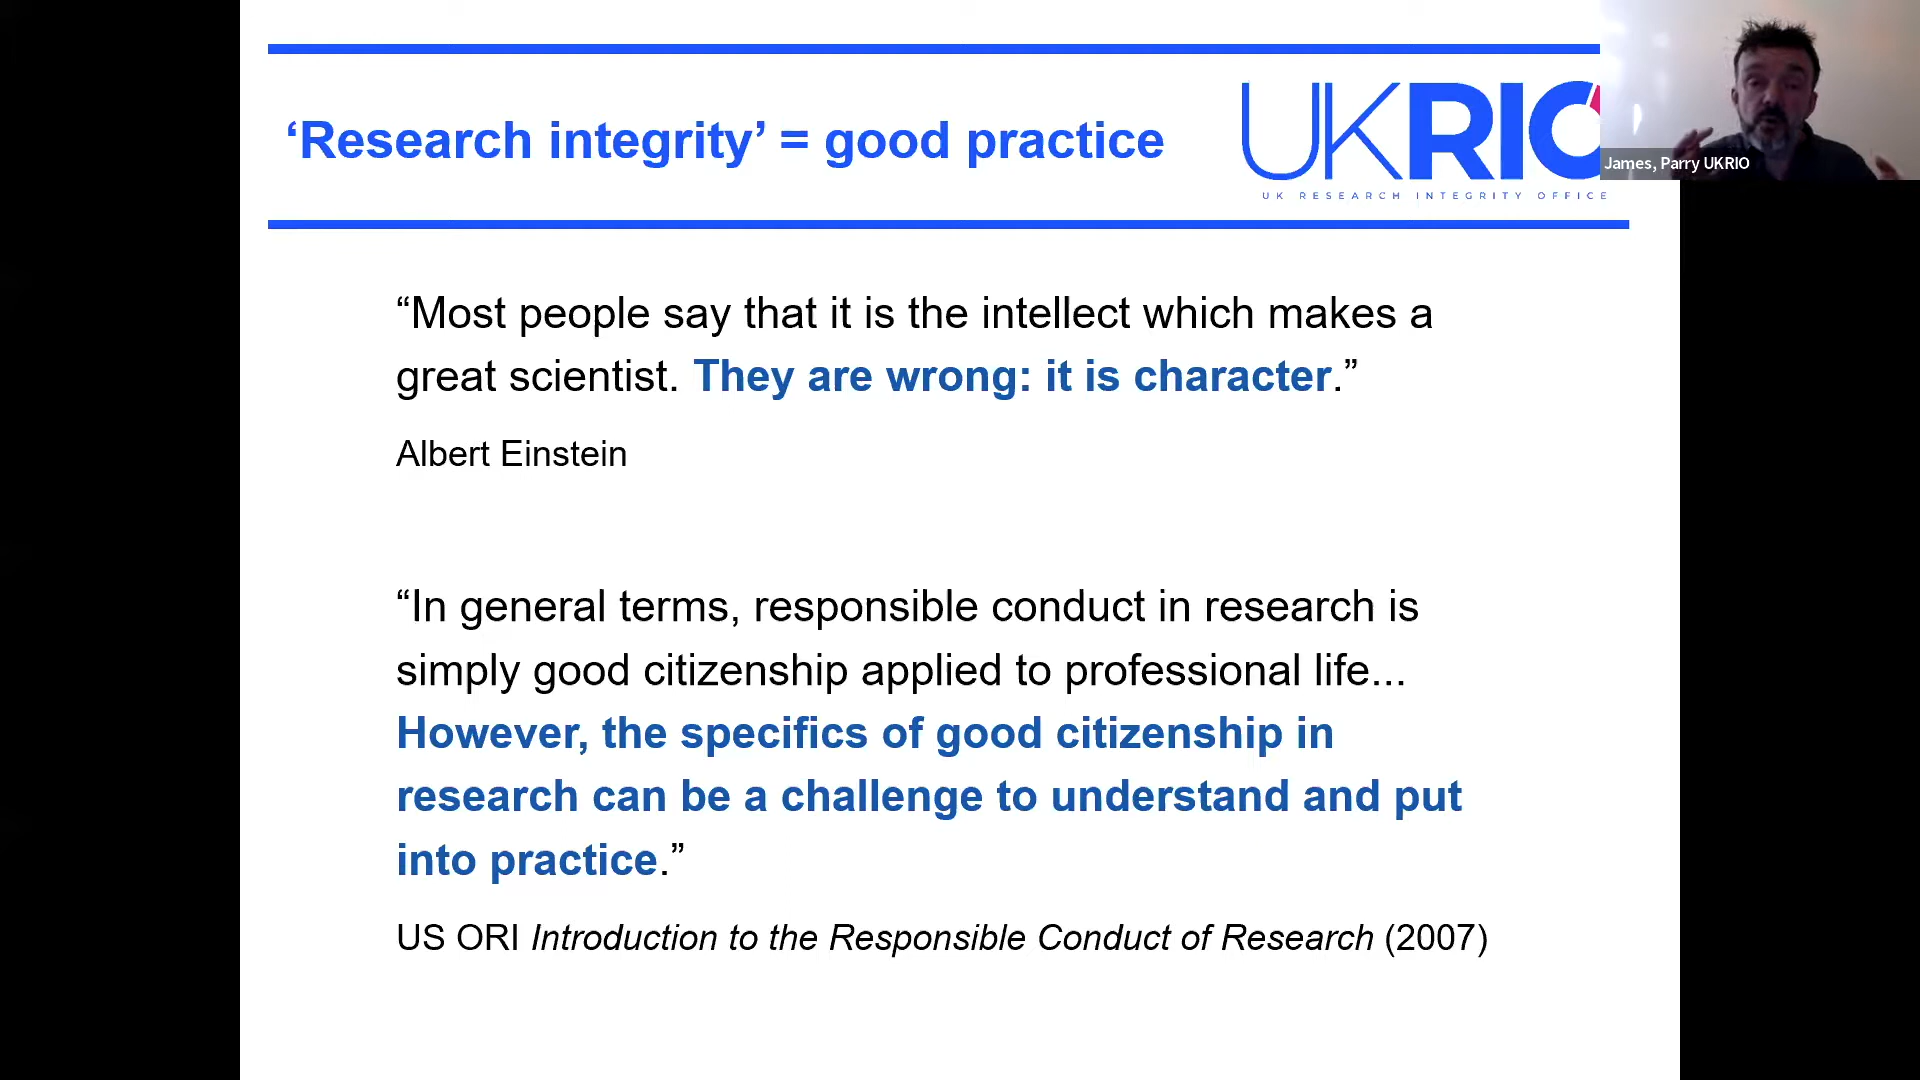 ‘Research integrity’ = good practice
UKRIO
UK RESEARCH INTEGRITY OFFICE
James, Parry UKRIO
“Most people say that it is the intellect which makes a
great scientist. They are wrong: it is character.”
Albert Einstein
“In general terms, responsible conduct in research is
simply good citizenship applied to professional life...
However, the specifics of good citizenship in
research can be a challenge to understand and put
into practice.”
US ORI Introduction to the Responsible Conduct of Research (2007)